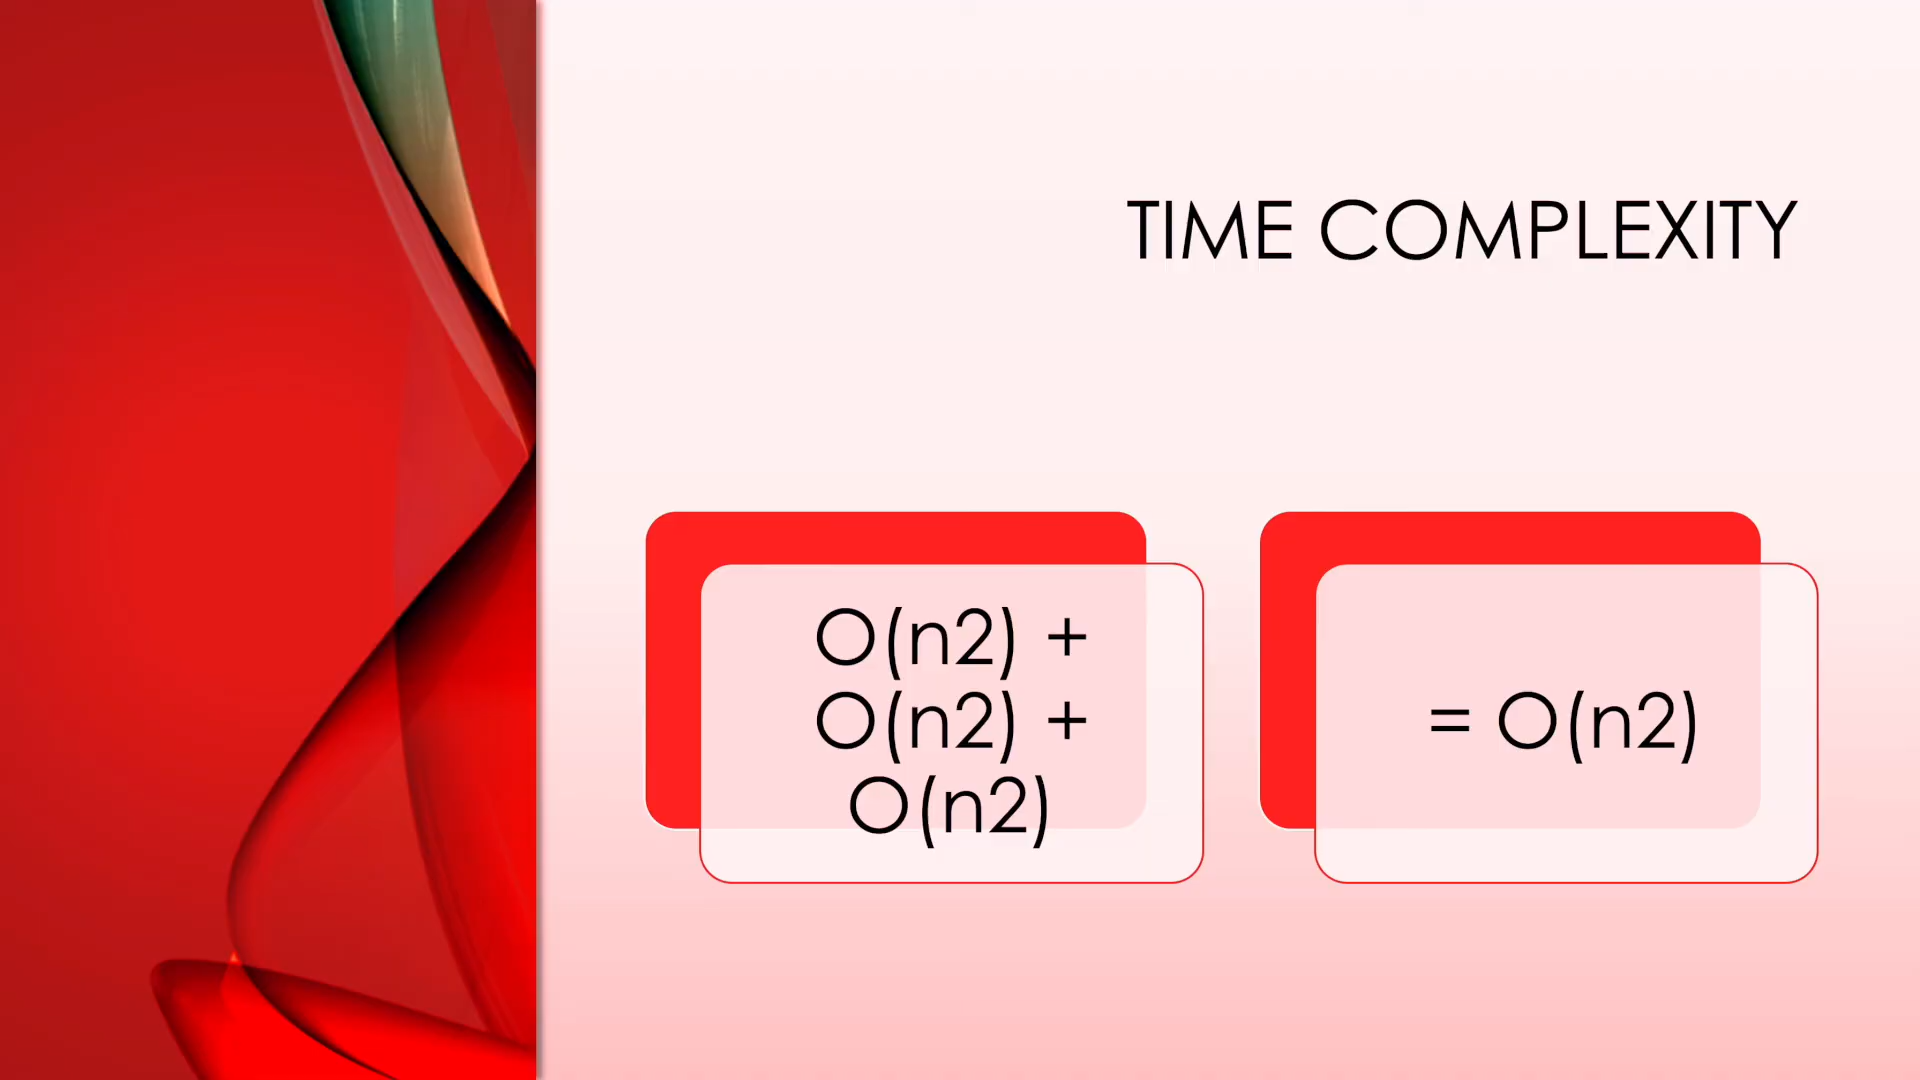 TIME COMPLEXITY
O(n2) +
O(n2) +
O(n2)
= O(n2)